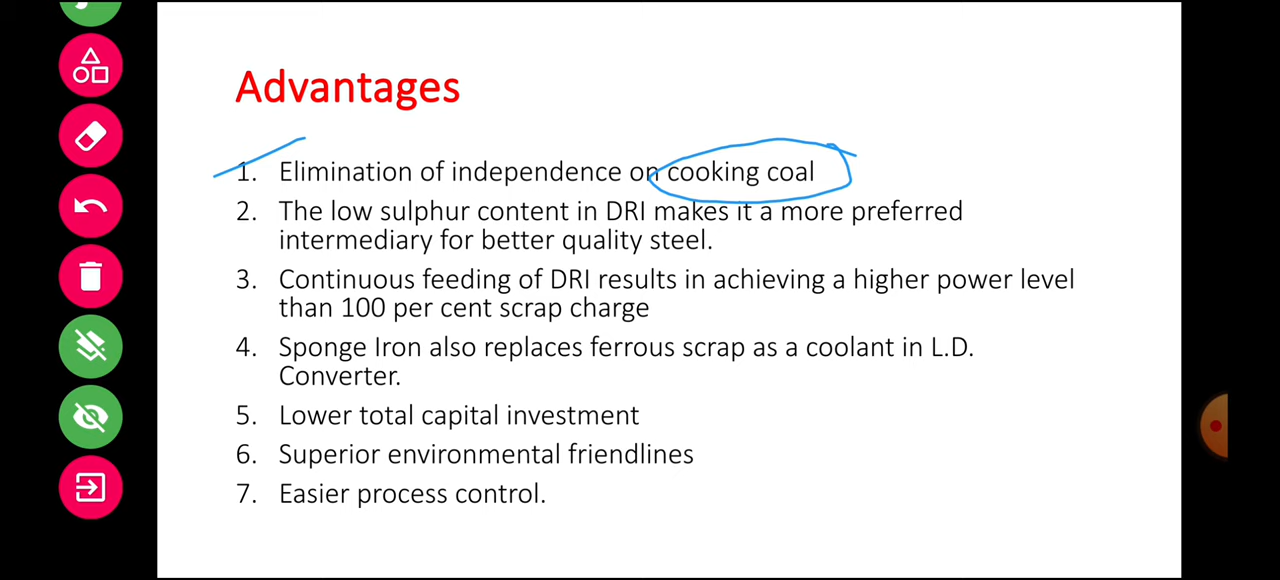 Advantages
1. Elimination of independence on cooking coal
2. The low sulphur content in DRI makes it a more preferred
intermediary for better quality steel.
3. Continuous feeding of DRI results in achieving a higher power level
than 100 per cent scrap charge
4. Sponge Iron also replaces ferrous scrap as a coolant in L.D.
Converter.
5. Lower total capital investment
6. Superior environmental friendlines
7. Easier process control.